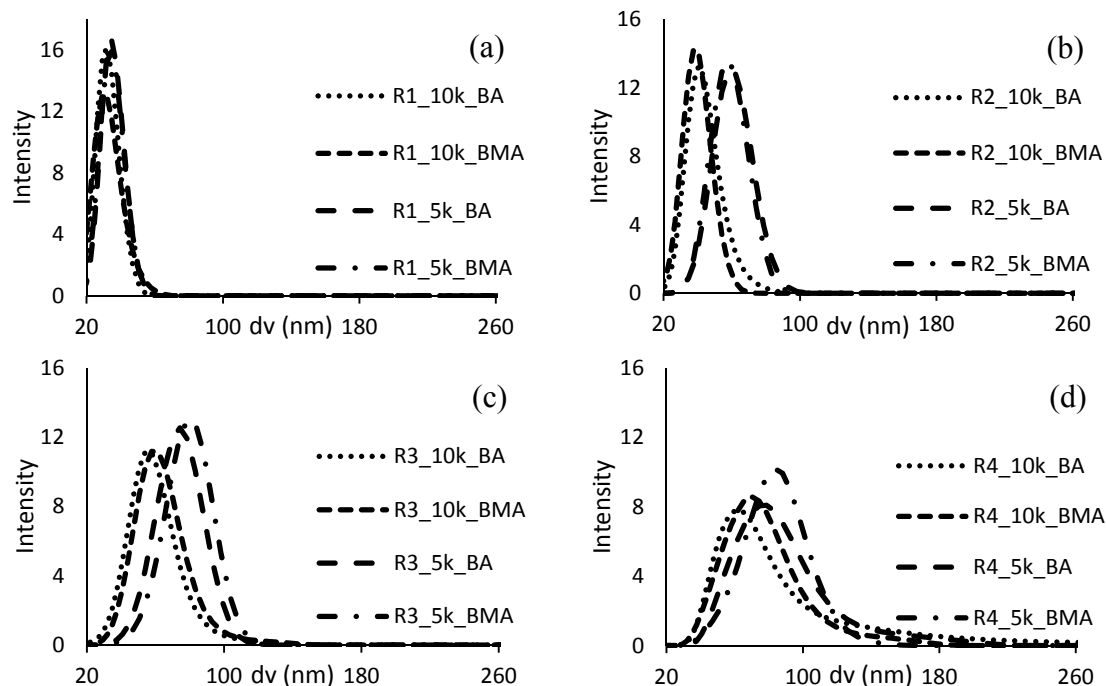 (a)
Intensity
16
12
8
4
0
R1_10k_BA
R1_10k_BMA
R1_5k_BA
R1_5k_BMA
20 100 180 260
dv (nm)
(b)
Intensity
16
12
8
4
0
R2_10k_BA
R2_10k_BMA
R2_5k_BA
R2_5k_BMA
20 100 180 260
dv (nm)
(c)
Intensity
16
12
8
4
0
R3_10k_BA
R3_10k_BMA
R3_5k_BA
R3_5k_BMA
20 100 180 260
dv (nm)
(d)
Intensity
16
12
8
4
0
R4_10k_BA
R4_10k_BMA
R4_5k_BA
R4_5k_BMA
20 100 180 260
dv (nm)